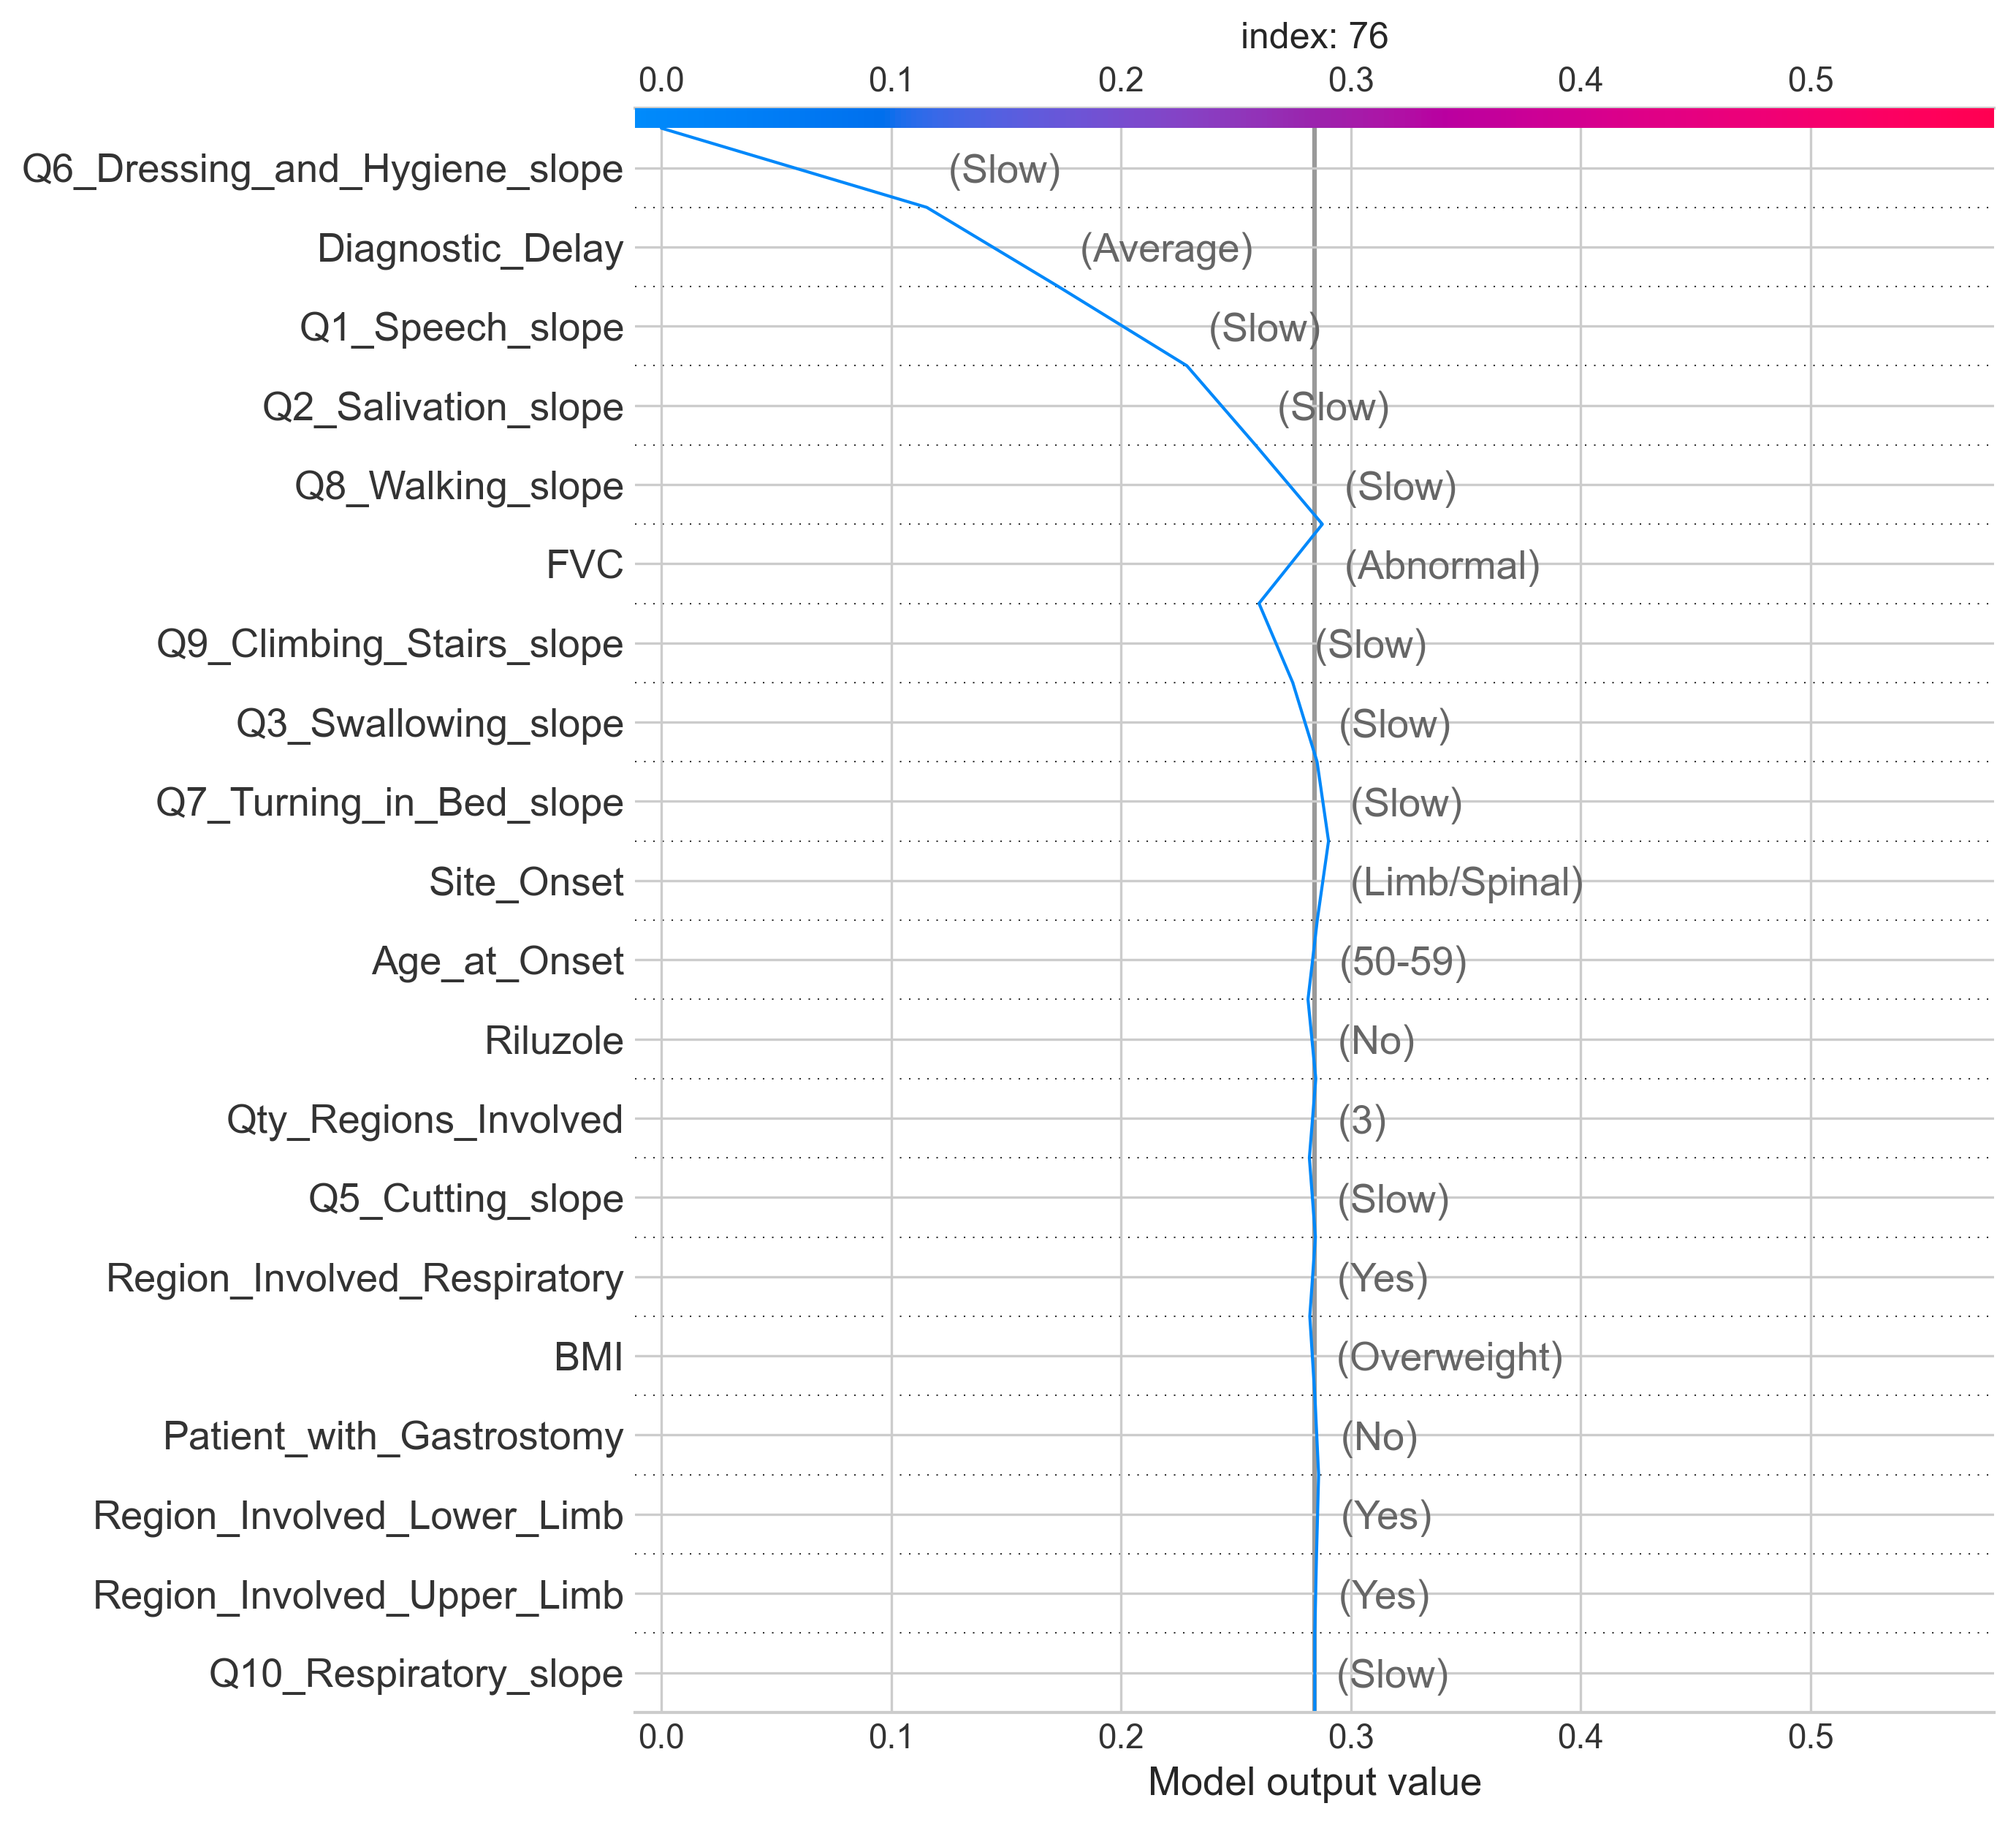 index: 76
0.0 0.1 0.2 0.3 0.4 0.5
Q6_Dressing_and_Hygiene_slope (Slow)
Diagnostic_Delay (Average)
Q1_Speech_slope (Slow)
Q2_Salivation_slope (Slow)
Q8_Walking_slope (Slow)
FVC (Abnormal)
Q9_Climbing_Stairs_slope (Slow)
Q3_Swallowing_slope (Slow)
Q7_Turning_in_Bed_slope (Slow)
Site_Onset (Limb/Spinal)
Age_at_Onset (50-59)
Riluzole (No)
Qty_Regions_Involved (3)
Q5_Cutting_slope (Slow)
Region_Involved_Respiratory (Yes)
BMI (Overweight)
Patient_with_Gastrostomy (No)
Region_Involved_Lower_Limb (Yes)
Region_Involved_Upper_Limb (Yes)
Q10_Respiratory_slope (Slow)
0.0 0.1 0.2 0.3 0.4 0.5
Model output value